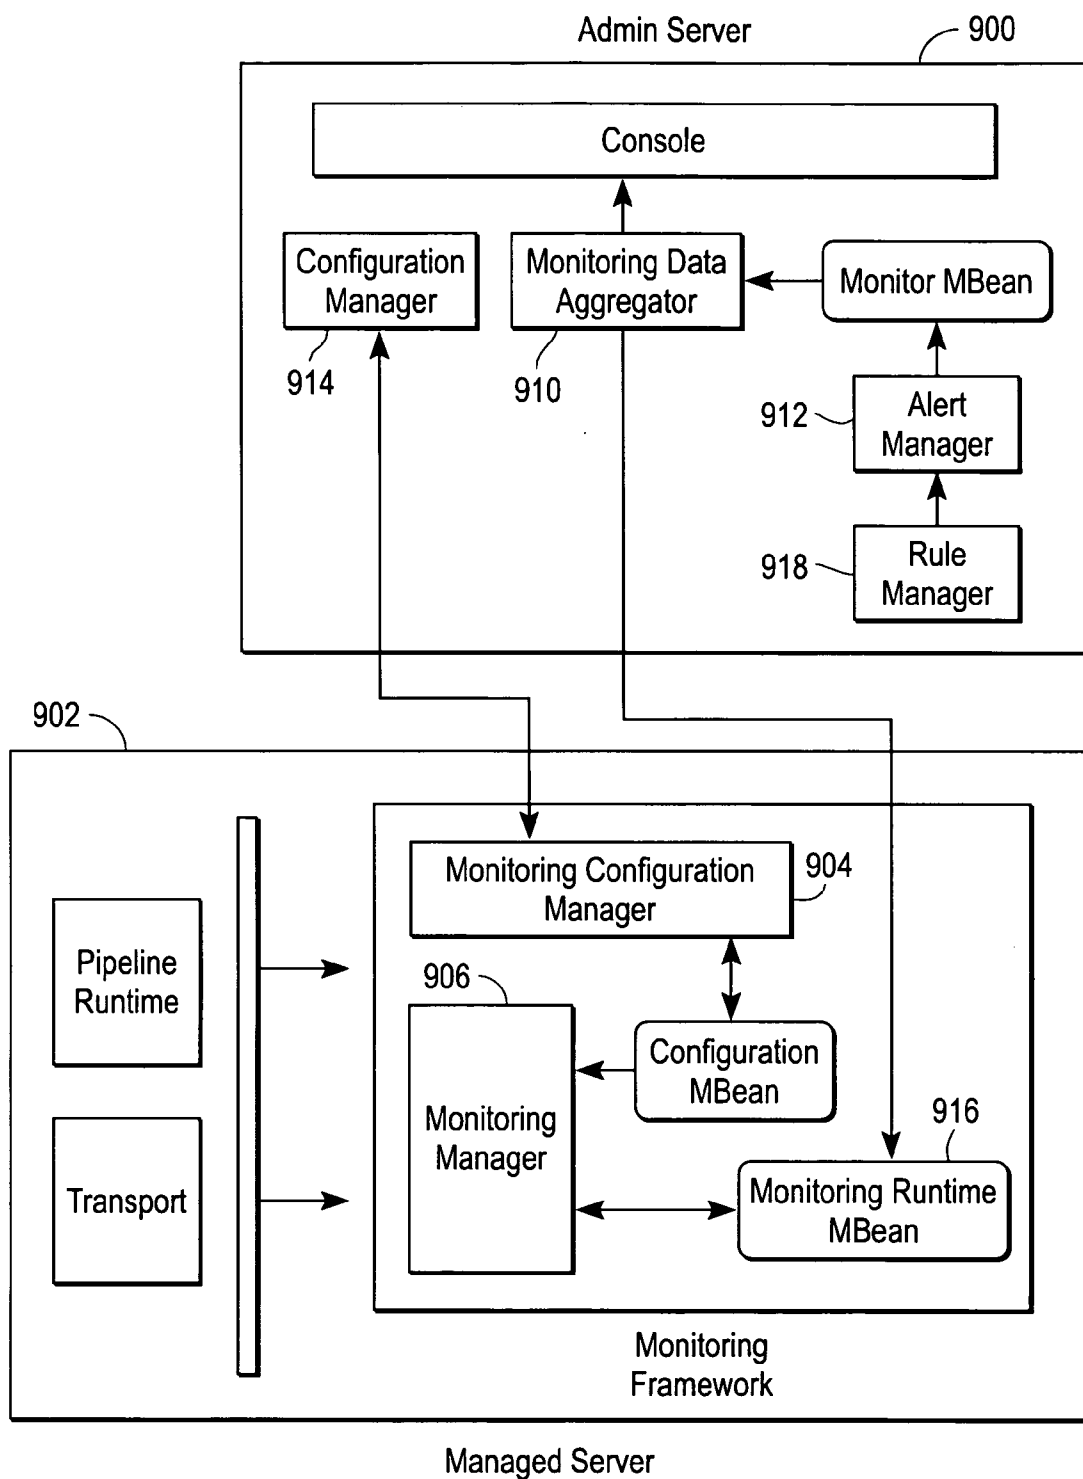 Admin Server
900
Console
Configuration
Manager
914
Monitoring Data
Aggregator
910
Monitor MBean
912
Alert
Manager
918
Rule
Manager
902
Pipeline
Runtime
Transport
Monitoring Configuration
Manager
904
906
Monitoring
Manager
Configuration
MBean
916
Monitoring Runtime
MBean
Monitoring
Framework
Managed Server